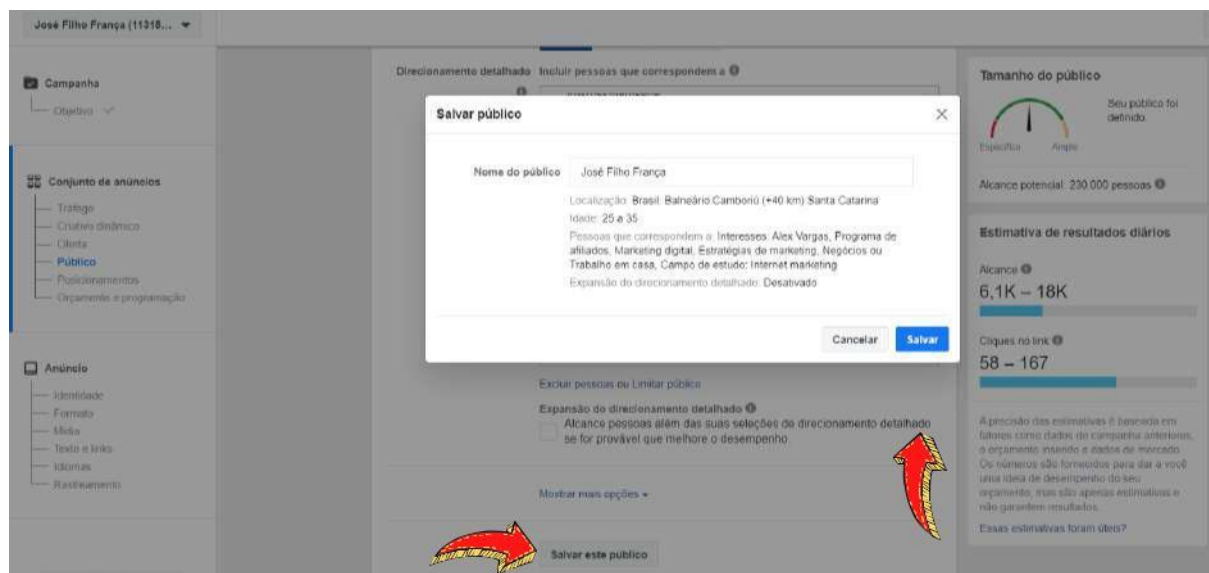 José Filho França (11318...
Campanha
Objetivo
Conjunto de anúncios
Tráfego
Criativo dinâmico
Oferta
Público
Posicionamentos
Orçamento e programação
Anúncio
Identidade
Formato
Mídia
Texto e links
Idiomas
Rastreamento
Direcionamento detalhado Incluir pessoas que correspondem a
Salvar público
Nome do público José Filho França
Localização: Brasil: Balneário Camboriú (+40 km) Santa Catarina
Idade: 25 a 35
Pessoas que correspondem a: Interesses: Alex Vargas, Programa de
afiliados, Marketing digital, Estratégias de marketing, Negócios ou
Trabalho em casa, Campo de estudo: Internet marketing
Expansão do direcionamento detalhado: Desativado
Cancelar Salvar
Excluir pessoas ou Limitar público
Expansão do direcionamento detalhado
Alcance pessoas além das suas seleções de direcionamento detalhado
se for provável que melhore o desempenho
Mostrar mais opções
Salvar este público
Tamanho do público
Seu público foi
definido.
Específico Amplo
Alcance potencial: 230.000 pessoas
Estimativa de resultados diários
Alcance
6,1K – 18K
Cliques no link
58 – 167
A precisão das estimativas é baseada em
fatores como dados de campanha anteriores,
o orçamento inserido e dados de mercado.
Os números são fornecidos para dar a você
uma ideia de desempenho do seu
orçamento, mas são apenas estimativas e
não garantem resultados.
Essas estimativas foram úteis?